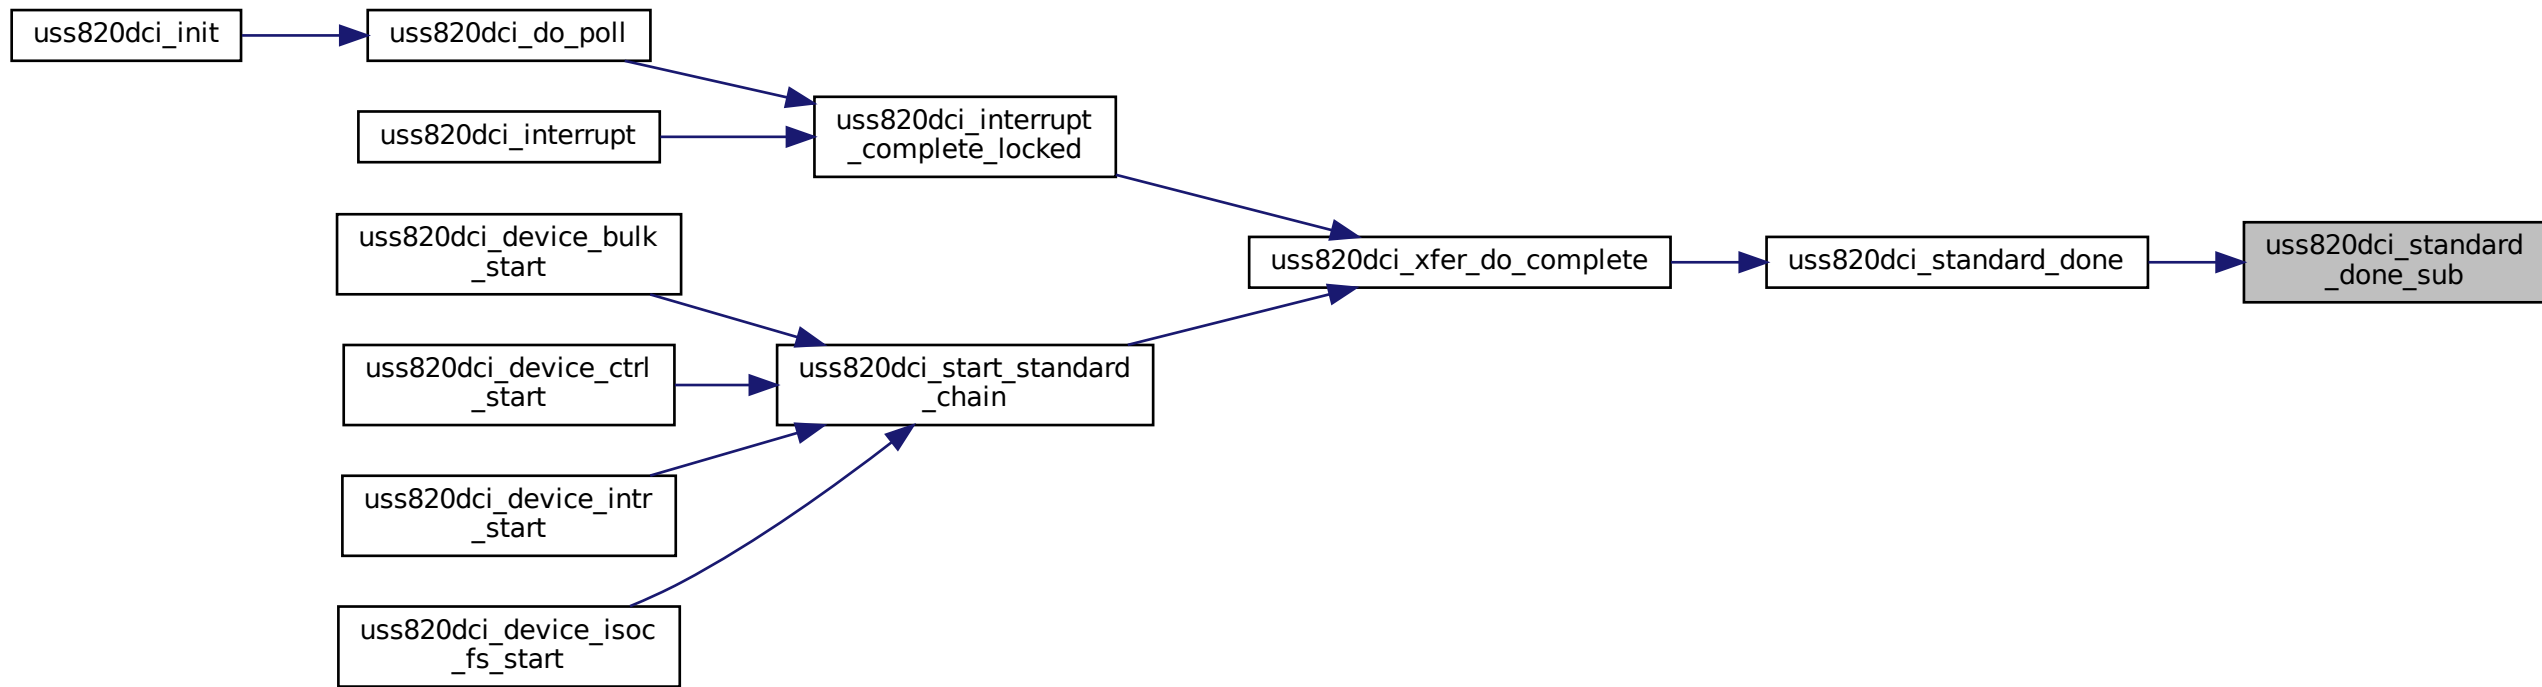 uss820dci_init
uss820dci_do_poll
uss820dci_interrupt
uss820dci_interrupt
_complete_locked
uss820dci_device_bulk
_start
uss820dci_xfer_do_complete
uss820dci_standard_done
uss820dci_standard
_done_sub
uss820dci_device_ctrl
_start
uss820dci_start_standard
_chain
uss820dci_device_intr
_start
uss820dci_device_isoc
_fs_start